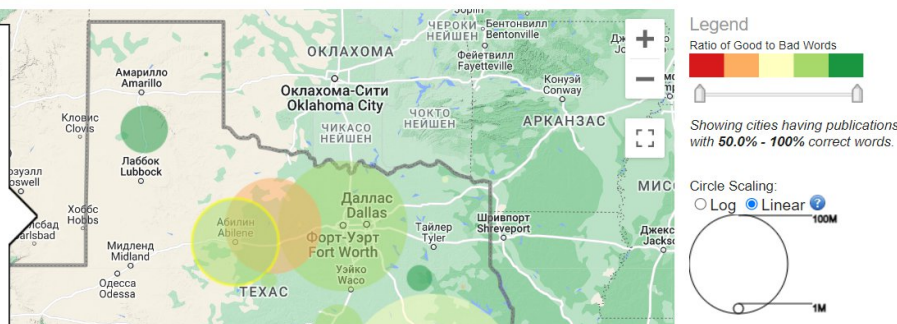 Joplin
ЧЕРОКИ
НЕЙШЕН
Бентонвилл
Bentonville
ОКЛАХОМА
Фейетвилл
Fayetteville
Амарилло
Amarillo
Оклахома-Сити
Oklahoma City
Конуэй
Conway
Кловис
Clovis
ЧИКАСО
НЕЙШЕН
ЧОКТО
НЕЙШЕН
АРКАНЗАС
Лаббок
Lubbock
Хоббс
Hobbs
Абилин
Abilene
Даллас
Dallas
Форт-Уэрт
Fort Worth
Тайлер
Tyler
Шривпорт
Shreveport
Мидленд
Midland
Одесса
Odessa
Уэйко
Waco
ТЕХАС
МИС
Джекс
Jacks
+
−
Legend
Ratio of Good to Bad Words
Showing cities having publications
with 50.0% - 100% correct words.
Circle Scaling:
Log Linear ?
100M
1M